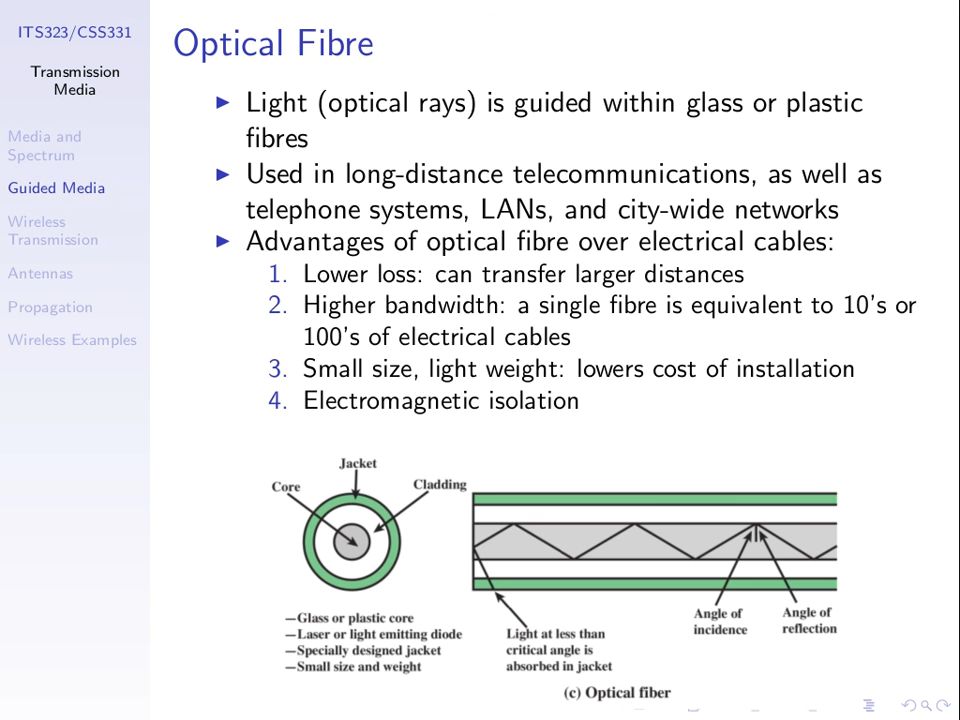 ITS323/CSS331
Transmission
Media
Media and
Spectrum
Guided Media
Wireless
Transmission
Antennas
Propagation
Wireless Examples
Optical Fibre
Light (optical rays) is guided within glass or plastic
fibres
Used in long-distance telecommunications, as well as
telephone systems, LANs, and city-wide networks
Advantages of optical fibre over electrical cables:
1. Lower loss: can transfer larger distances
2. Higher bandwidth: a single fibre is equivalent to 10's or
100's of electrical cables
3. Small size, light weight: lowers cost of installation
4. Electromagnetic isolation
Jacket
Core
Cladding
—Glass or plastic core
—Laser or light emitting diode
—Specially designed jacket
—Small size and weight
Light at less than
critical angle is
absorbed in jacket
Angle of
incidence
Angle of
reflection
(c) Optical fiber